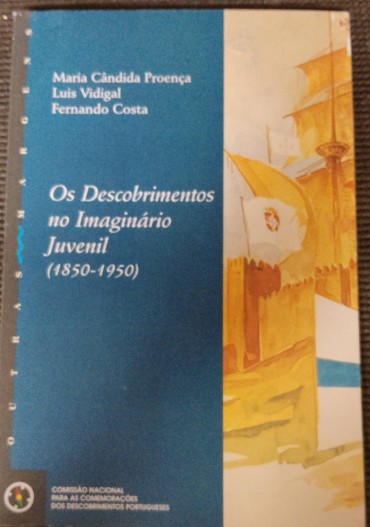 Maria Cândida Proença
Luis Vidigal
Fernando Costa
Os Descobrimentos
no Imaginário
Juvenil
(1850-1950)
OUTRAS MARGENS
COMISSÃO NACIONAL
PARA AS COMEMORAÇÕES
DOS DESCOBRIMENTOS PORTUGUESES